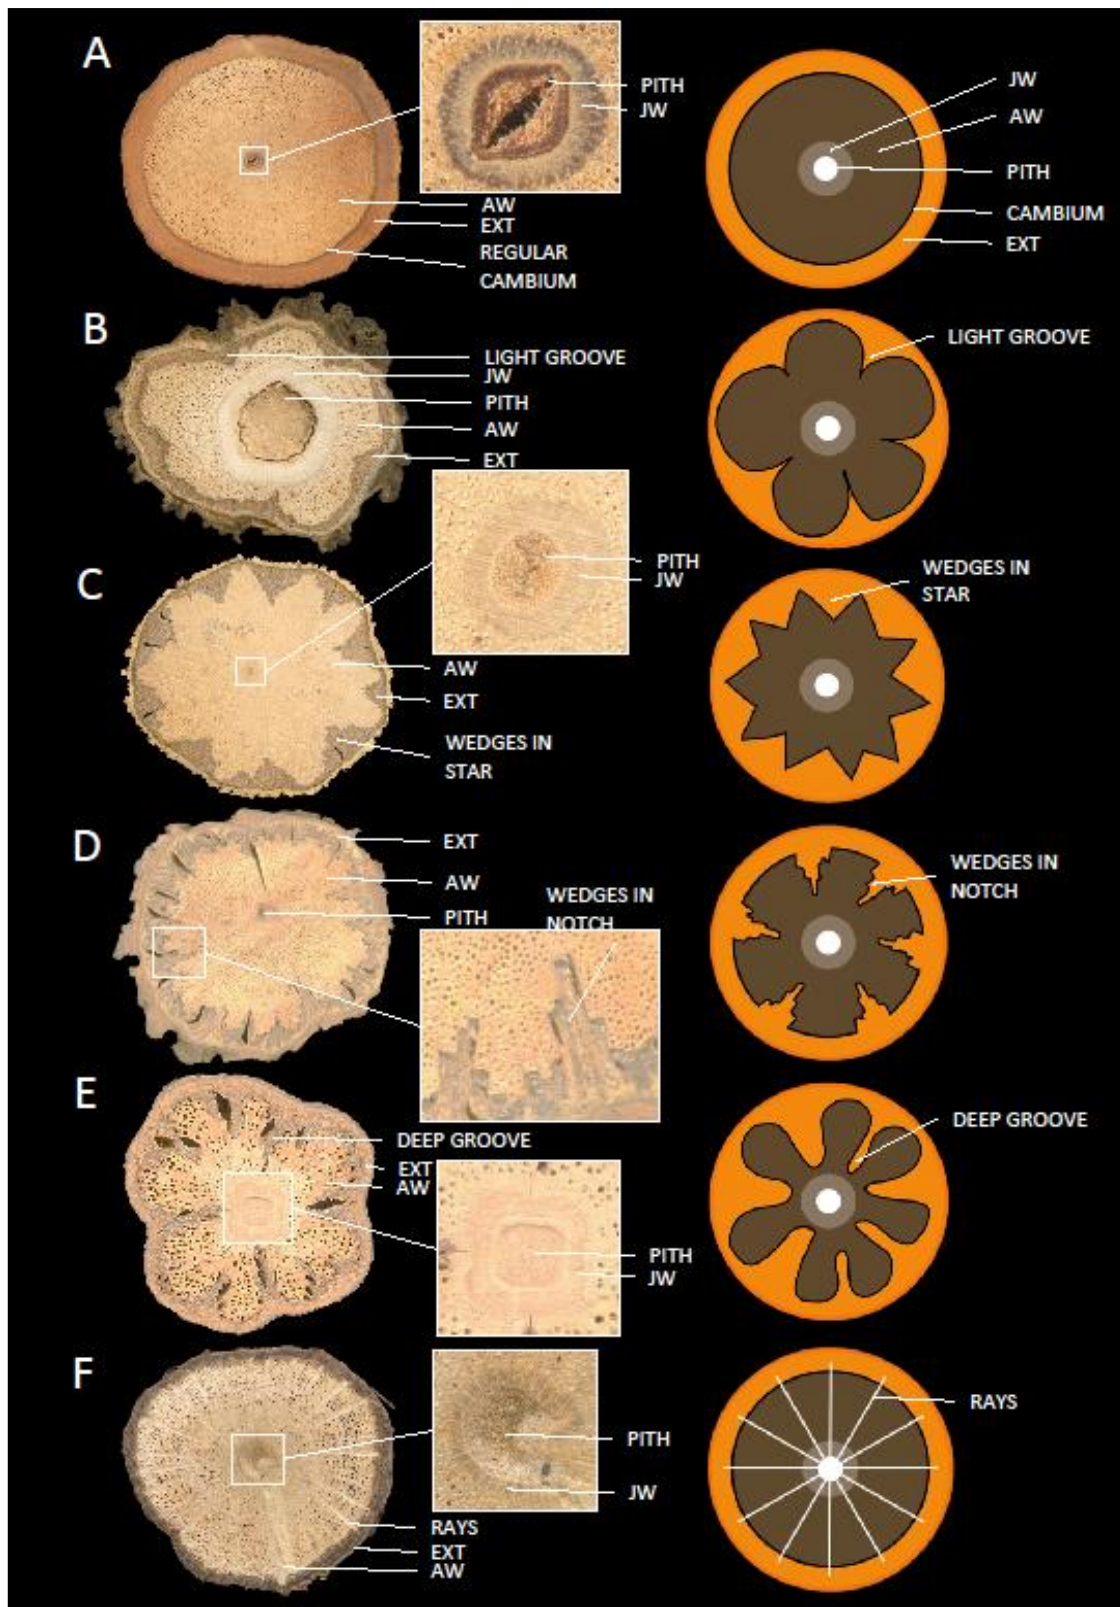 A
PITH
JW
AW
EXT
REGULAR
CAMBIUM
JW
AW
PITH
CAMBIUM
EXT
B
LIGHT GROOVE
JW
PITH
AW
EXT
LIGHT GROOVE
C
PITH
JW
AW
EXT
WEDGES IN
STAR
WEDGES IN
STAR
D
EXT
AW
PITH
WEDGES IN
NOTCH
WEDGES IN
NOTCH
E
DEEP GROOVE
EXT
AW
PITH
JW
DEEP GROOVE
F
PITH
JW
RAYS
EXT
AW
RAYS